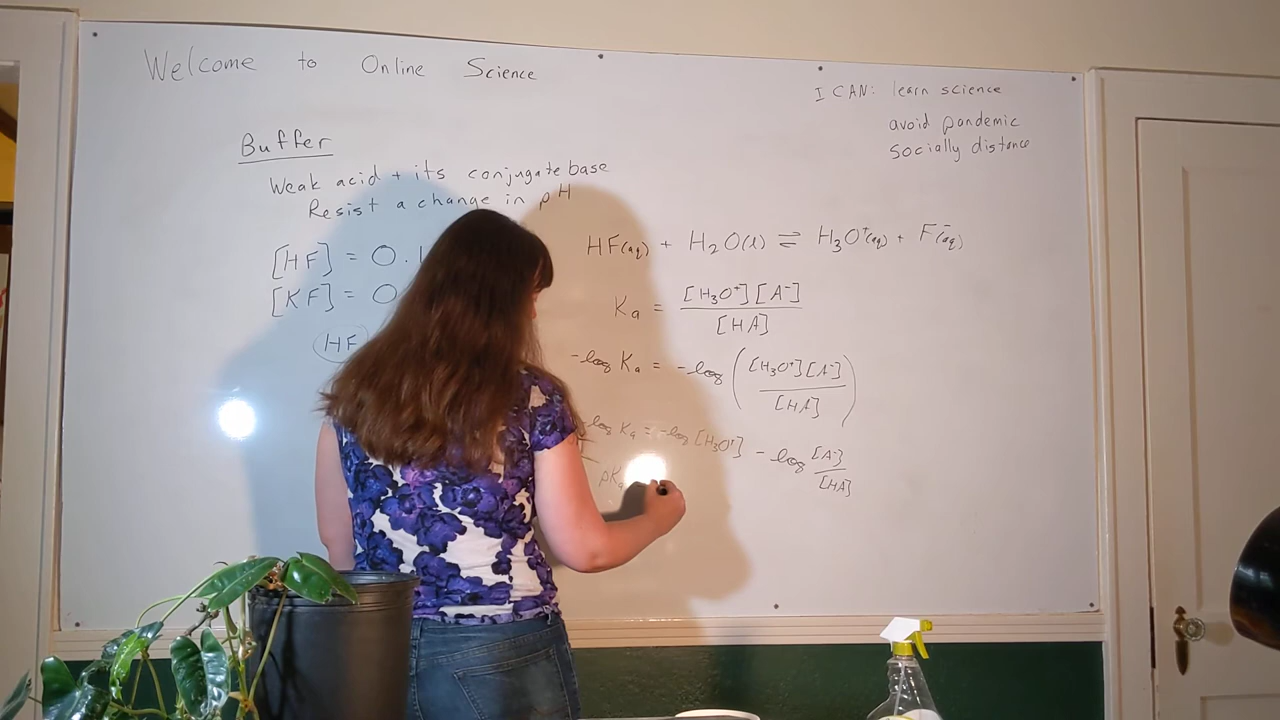 Welcome to Online Science
I CAN: learn science
avoid pandemic
socially distance
Buffer
Weak acid + its conjugate base
Resist a change in pH
[HF] = 0.1
[KF] = 0
HF
HF(aq) + H₂O(l) ⇌ H₃O⁺(aq) + F⁻(aq)
Ka = [H₃O⁺][A⁻] / [HA]
-log Ka = -log ([H₃O⁺][A⁻] / [HA])
-log Ka = -log [H₃O⁺] - log [A⁻] / [HA]
pKa